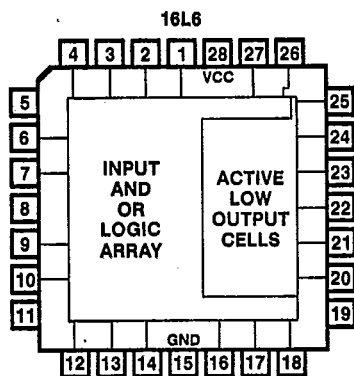 16L6
4 3 2 1 28 27 26
VCC
5 25
6 24
7 23
8 22
9 21
10 20
11 19
INPUT
AND
OR
LOGIC
ARRAY
ACTIVE
LOW
OUTPUT
CELLS
GND
12 13 14 15 16 17 18